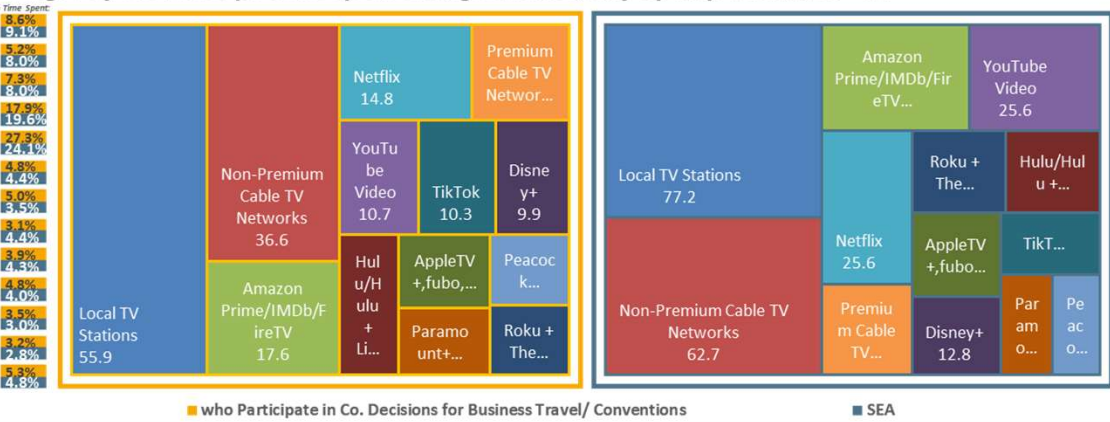 Time Spent:
8.6%
9.1%
5.2%
8.0%
7.3%
8.0%
17.9%
19.6%
27.3%
24.1%
4.8%
4.4%
5.0%
3.5%
3.1%
4.4%
3.9%
4.3%
4.8%
4.0%
3.5%
3.0%
3.2%
2.8%
5.3%
4.8%
Local TV
Stations
55.9
Non-Premium
Cable TV
Networks
36.6
Amazon
Prime/IMDb/F
ireTV
17.6
Netflix
14.8
Premium
Cable TV
Networ...
YouTu
be
Video
10.7
TikTok
10.3
Disne
y+
9.9
Hul
u/H
ulu
+
Li...
AppleTV
+,fubo,...
Peacoc
k...
Paramo
unt+...
Roku +
The...
Local TV Stations
77.2
Non-Premium Cable TV
Networks
62.7
Amazon
Prime/IMDb/Fir
eTV...
YouTube
Video
25.6
Netflix
25.6
Roku +
The...
Hulu/Hul
u +...
AppleTV
+,fubo...
TikT...
Premiu
m Cable
TV...
Disney+
12.8
Par
am
o...
Pe
ac
o...
who Participate in Co. Decisions for Business Travel/ Conventions
SEA